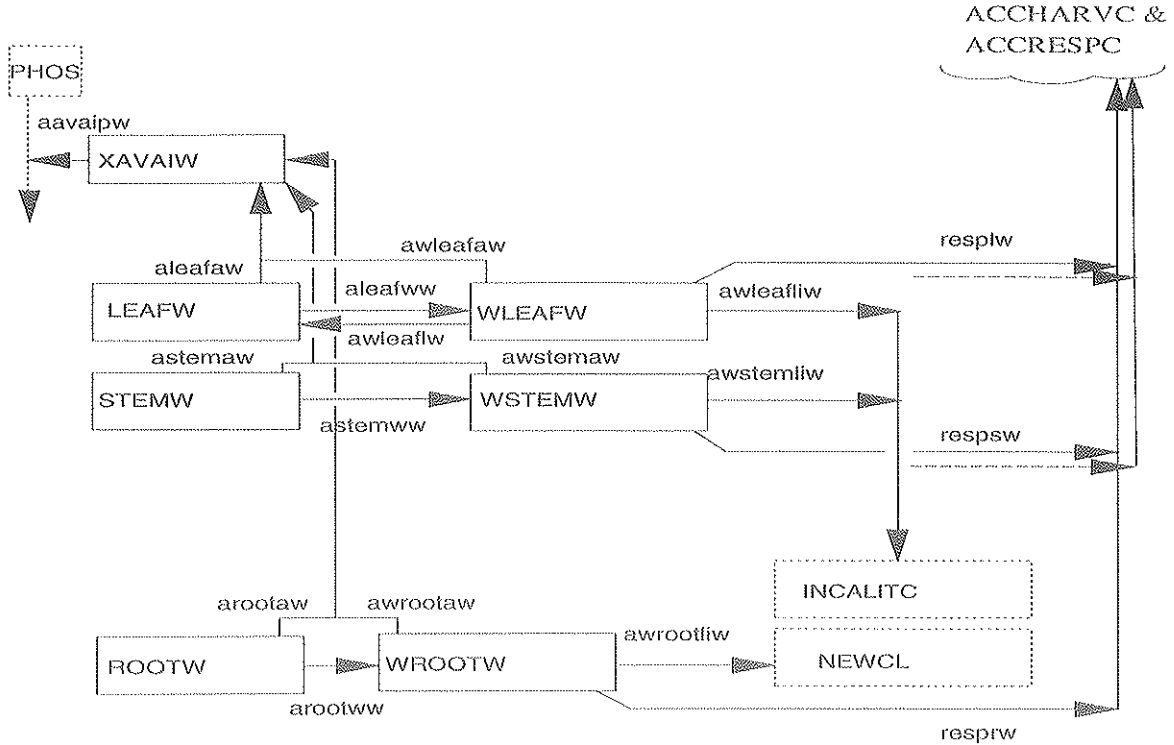 ACCHARVC &
ACCRESPC
PHOS
aavaipw
XAVAIW
awleafaw
resplw
aleafaw
aleafww
awleafliw
LEAFW
WLEAFW
awleaflw
astemaw
awstemaw
awstemliw
STEMW
WSTEMW
astemww
respsw
INCALITC
arootaw
awrootaw
awrootliw
ROOTW
WROOTW
NEWCL
arootww
resprw